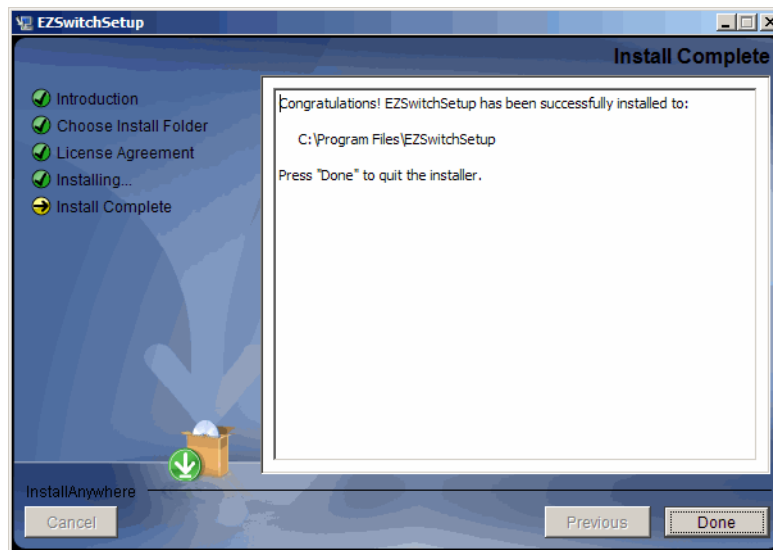 EZSwitchSetup
Install Complete
Introduction
Choose Install Folder
License Agreement
Installing...
Install Complete
Congratulations! EZSwitchSetup has been successfully installed to:
C:\Program Files\EZSwitchSetup
Press "Done" to quit the installer.
InstallAnywhere
Cancel
Previous
Done